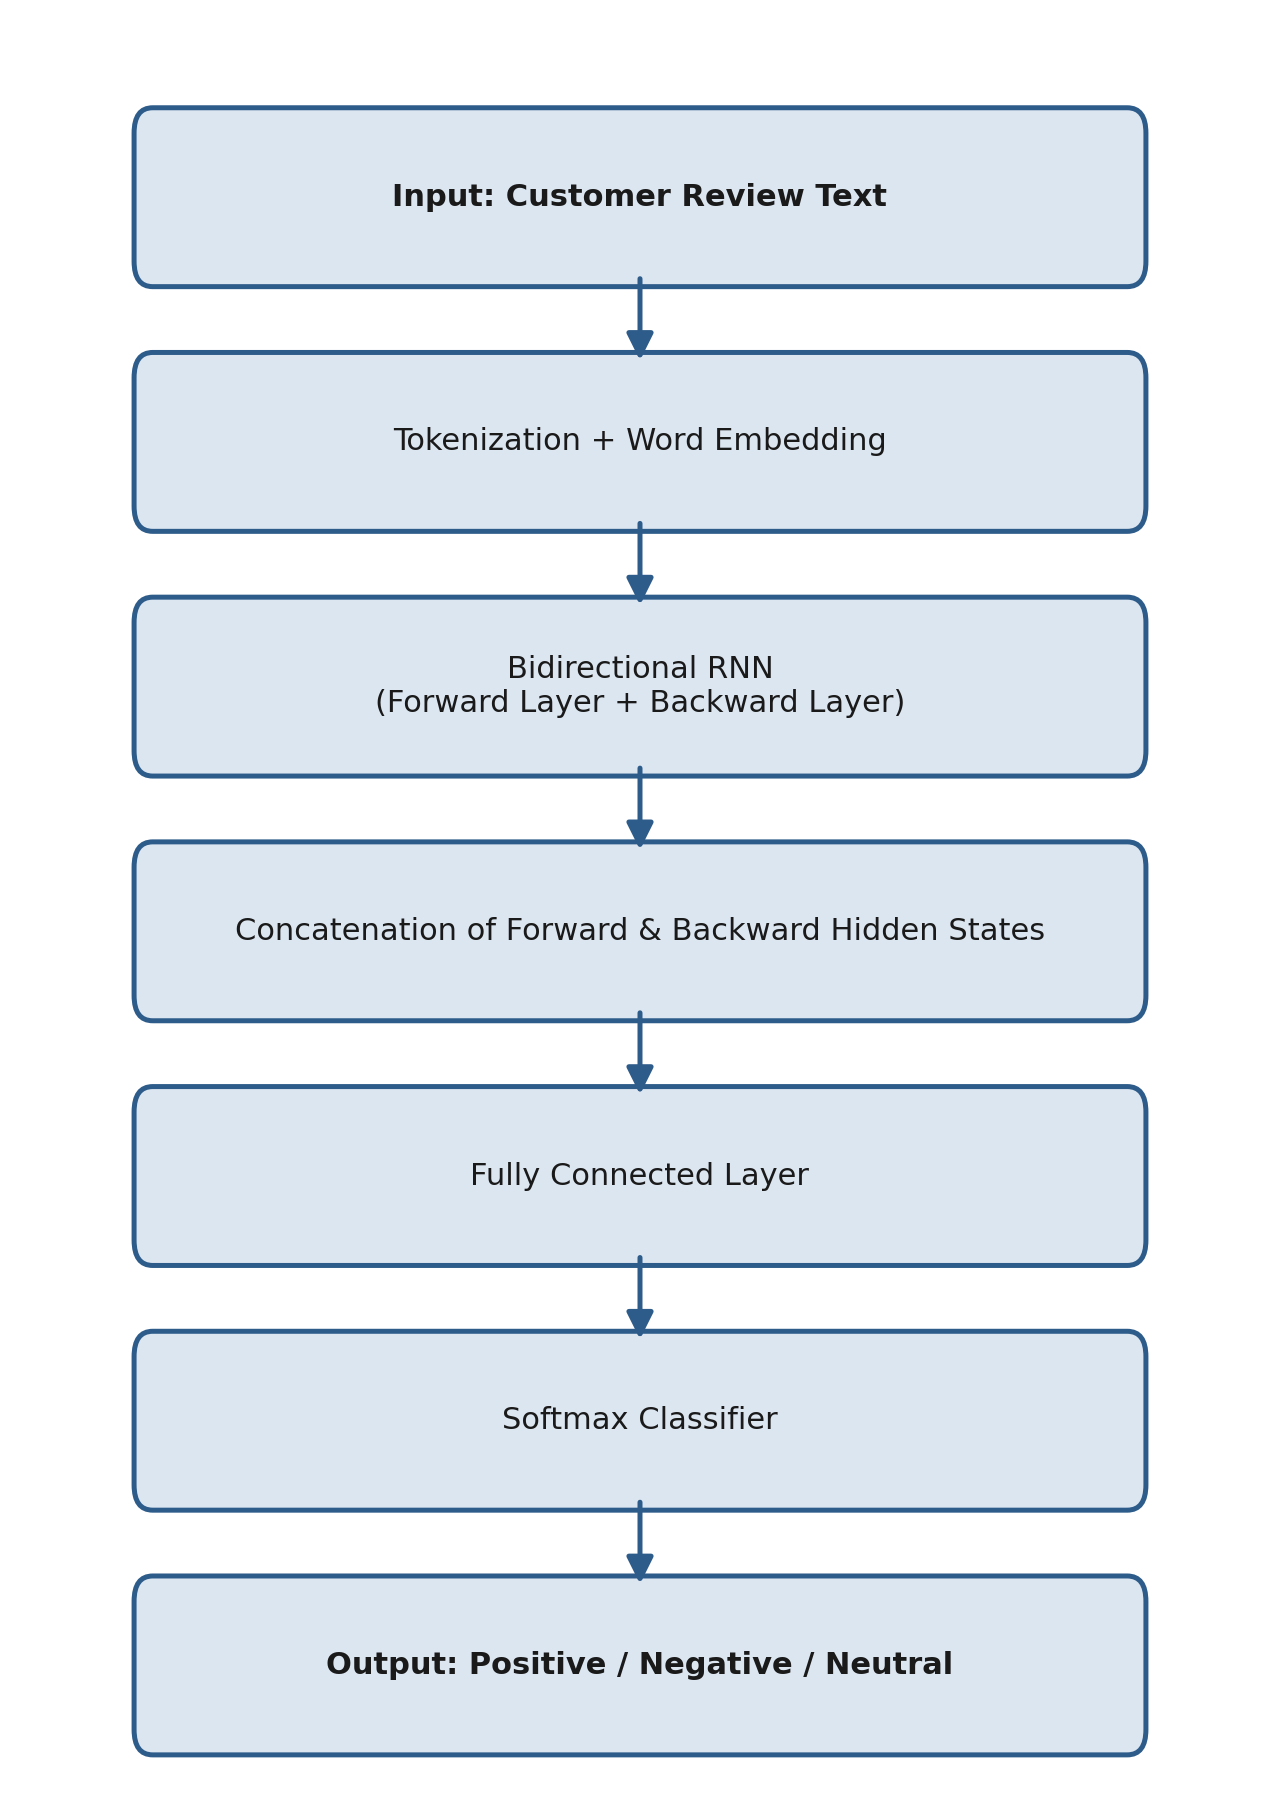 Input: Customer Review Text
Tokenization + Word Embedding
Bidirectional RNN
(Forward Layer + Backward Layer)
Concatenation of Forward & Backward Hidden States
Fully Connected Layer
Softmax Classifier
Output: Positive / Negative / Neutral